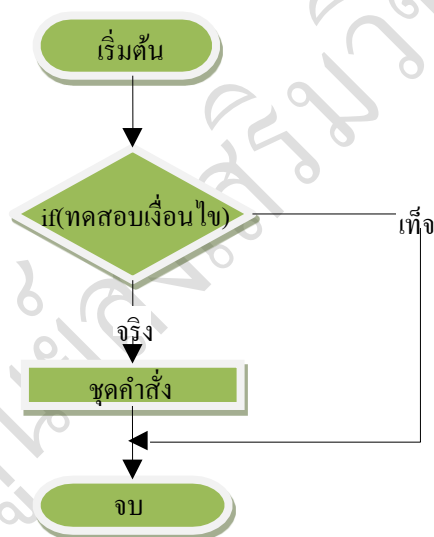 เริ่มต้น
if(ทดสอบเงื่อนไข)
เท็จ
จริง
ชุดคำสั่ง
จบ